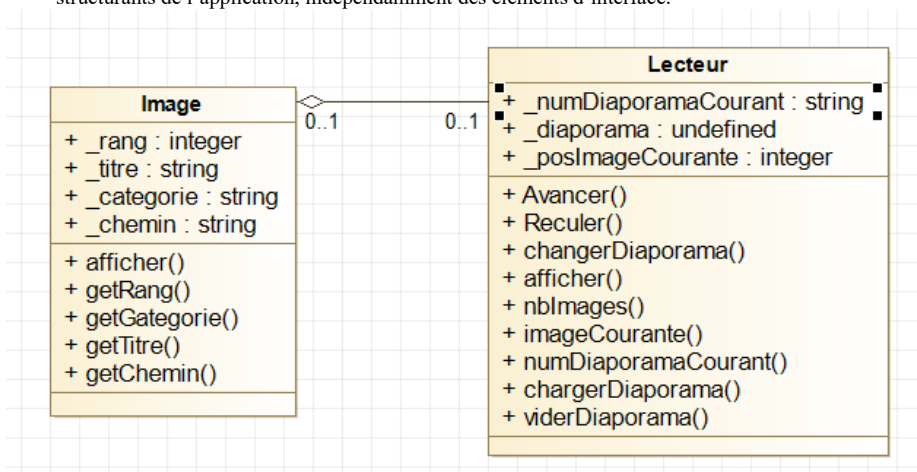 structurants de l'application, indépendamment des éléments d'interface.
Image
+ _rang : integer
+ _titre : string
+ _categorie : string
+ _chemin : string
+ afficher()
+ getRang()
+ getGategorie()
+ getTitre()
+ getChemin()
0..1
0..1
Lecteur
+ _numDiaporamaCourant : string
+ _diaporama : undefined
+ _posImageCourante : integer
+ Avancer()
+ Reculer()
+ changerDiaporama()
+ afficher()
+ nbImages()
+ imageCourante()
+ numDiaporamaCourant()
+ chargerDiaporama()
+ viderDiaporama()